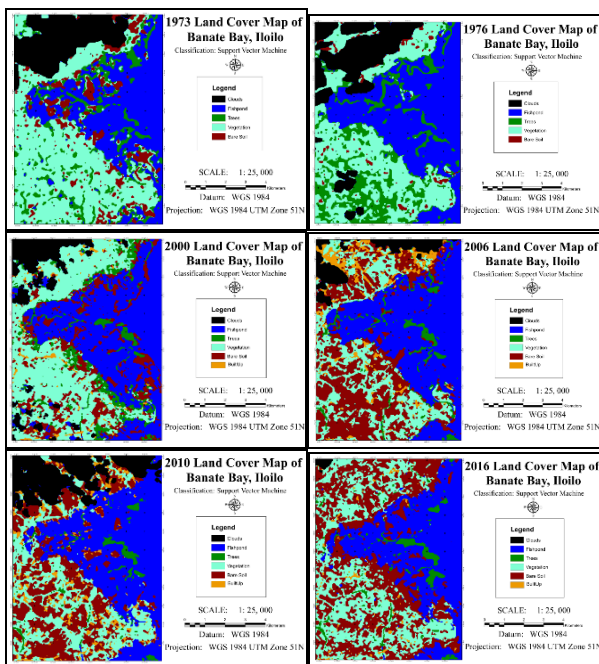 1973 Land Cover Map of
Banate Bay, Iloilo
Classification: Support Vector Machine
Legend
Clouds
Fishpond
Trees
Vegetation
Bare Soil
SCALE: 1: 25, 000
Kilometers
Datum: WGS 1984
Projection: WGS 1984 UTM Zone 51N
1976 Land Cover Map of
Banate Bay, Iloilo
Classification: Support Vector Machine
Legend
Clouds
Fishpond
Trees
Vegetation
Bare Soil
SCALE: 1: 25, 000
Kilometers
Datum: WGS 1984
Projection: WGS 1984 UTM Zone 51N
2000 Land Cover Map of
Banate Bay, Iloilo
Classification: Support Vector Machine
Legend
Clouds
Fishpond
Trees
Vegetation
Bare Soil
BuiltUp
SCALE: 1: 25, 000
Kilometers
Datum: WGS 1984
Projection: WGS 1984 UTM Zone 51N
2006 Land Cover Map of
Banate Bay, Iloilo
Classification: Support Vector Machine
Legend
Clouds
Fishpond
Trees
Vegetation
Bare Soil
BuiltUp
SCALE: 1: 25, 000
Kilometers
Datum: WGS 1984
Projection: WGS 1984 UTM Zone 51N
2010 Land Cover Map of
Banate Bay, Iloilo
Classification: Support Vector Machine
Legend
Clouds
Fishpond
Trees
Vegetation
Bare Soil
BuiltUp
SCALE: 1: 25, 000
Kilometers
Datum: WGS 1984
Projection: WGS 1984 UTM Zone 51N
2016 Land Cover Map of
Banate Bay, Iloilo
Classification: Support Vector Machine
Legend
Clouds
Fishpond
Trees
Vegetation
Bare Soil
BuiltUp
SCALE: 1: 25, 000
Kilometers
Datum: WGS 1984
Projection: WGS 1984 UTM Zone 51N